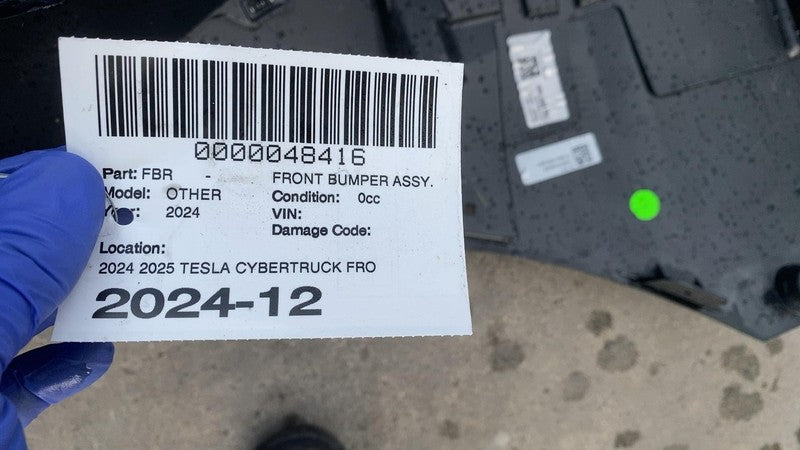 0000048416
Part: FBR - FRONT BUMPER ASSY.
Model: OTHER Condition: 0cc
Year: 2024 VIN:
Damage Code:
Location:
2024 2025 TESLA CYBERTRUCK FRO
2024-12